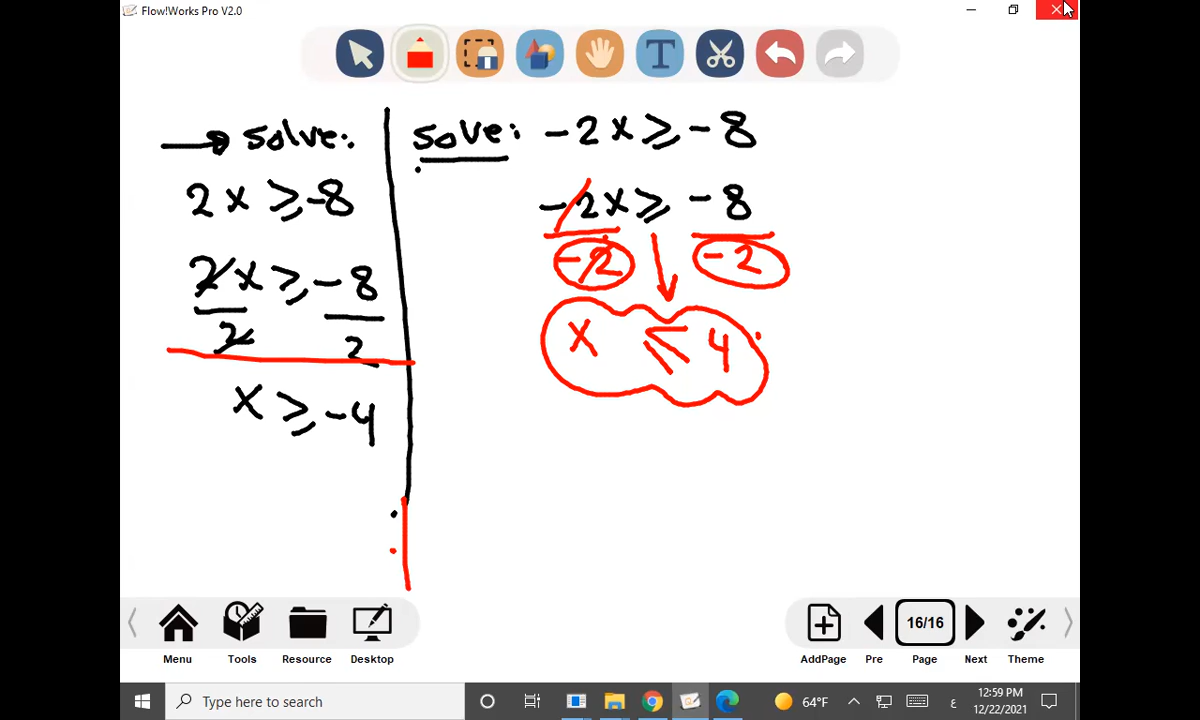 Flow!Works Pro V2.0
→ solve:
2x ≥ -8
2x ≥ -8
2 2
x ≥ -4
solve: -2x ≥ -8
-2x ≥ -8
-2 -2
x ≤ 4
16/16
Menu Tools Resource Desktop
AddPage Pre Page Next Theme
Type here to search
64°F
ع
12:59 PM
12/22/2021